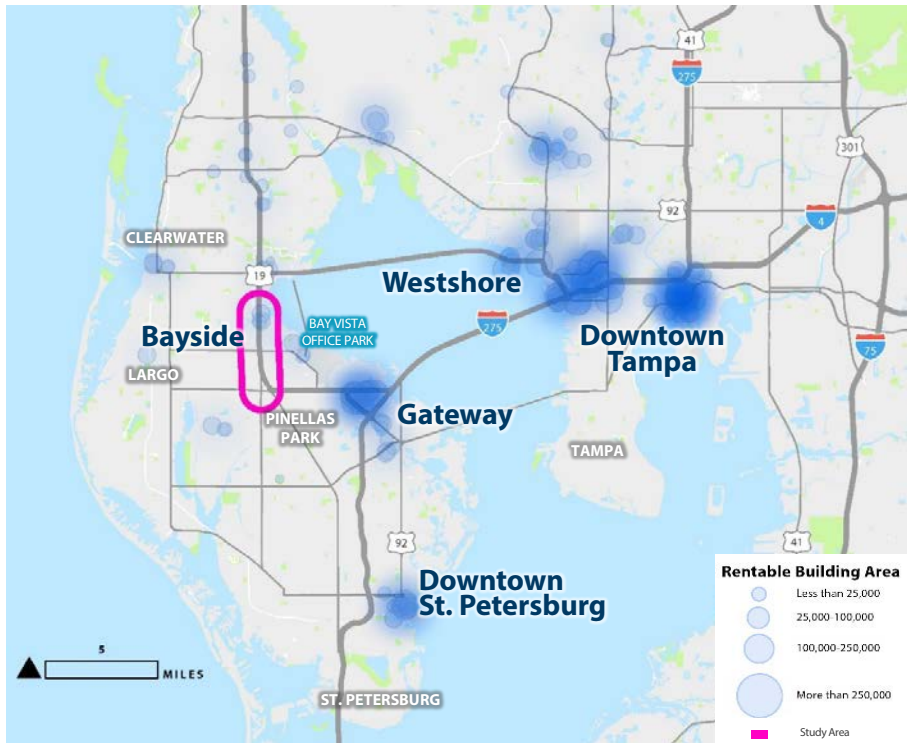 41
275
301
92
4
CLEARWATER
19
Westshore
Bayside
BAY VISTA
OFFICE PARK
275
Downtown
Tampa
75
LARGO
Gateway
PINELLAS
PARK
TAMPA
92
41
Downtown
St. Petersburg
ST. PETERSBURG
5
MILES
Rentable Building Area
Less than 25,000
25,000-100,000
100,000-250,000
More than 250,000
Study Area